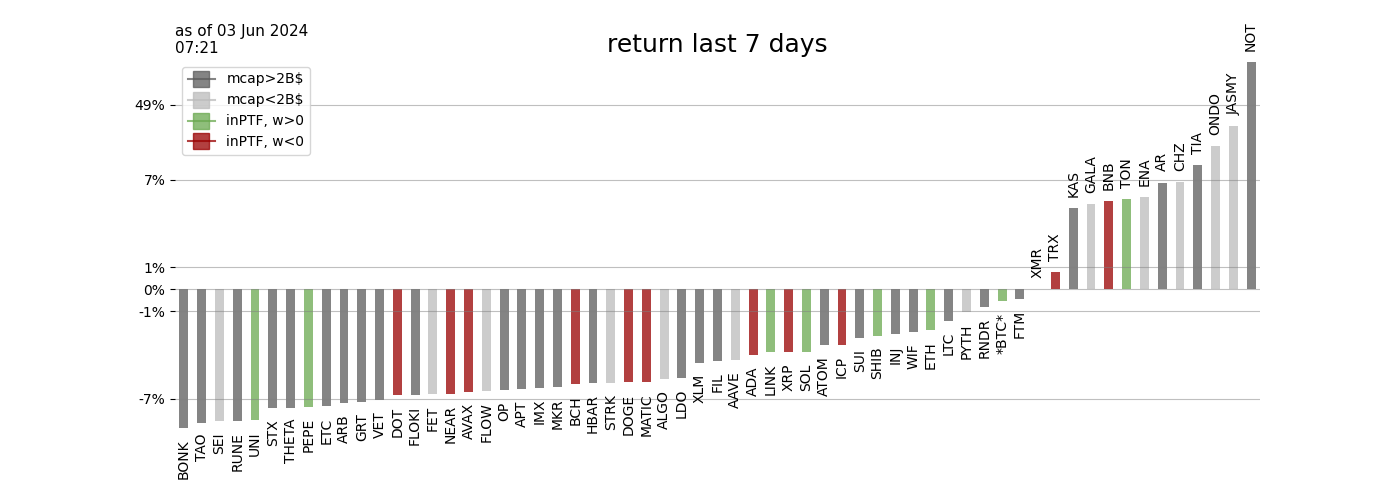 as of 03 Jun 2024
07:21
return last 7 days
mcap>2B$
mcap<2B$
inPTF, w>0
inPTF, w<0
49%
7%
1%
0%
-1%
-7%
BONK
TAO
SEI
RUNE
UNI
STX
THETA
PEPE
ETC
ARB
GRT
VET
DOT
FLOKI
FET
NEAR
AVAX
FLOW
OP
APT
IMX
MKR
BCH
HBAR
STRK
DOGE
MATIC
ALGO
LDO
XLM
FIL
AAVE
ADA
LINK
XRP
SOL
ATOM
ICP
SUI
SHIB
INJ
WIF
ETH
LTC
PYTH
RNDR
*BTC*
FTM
XMR
TRX
KAS
GALA
BNB
TON
ENA
AR
CHZ
TIA
ONDO
JASMY
NOT